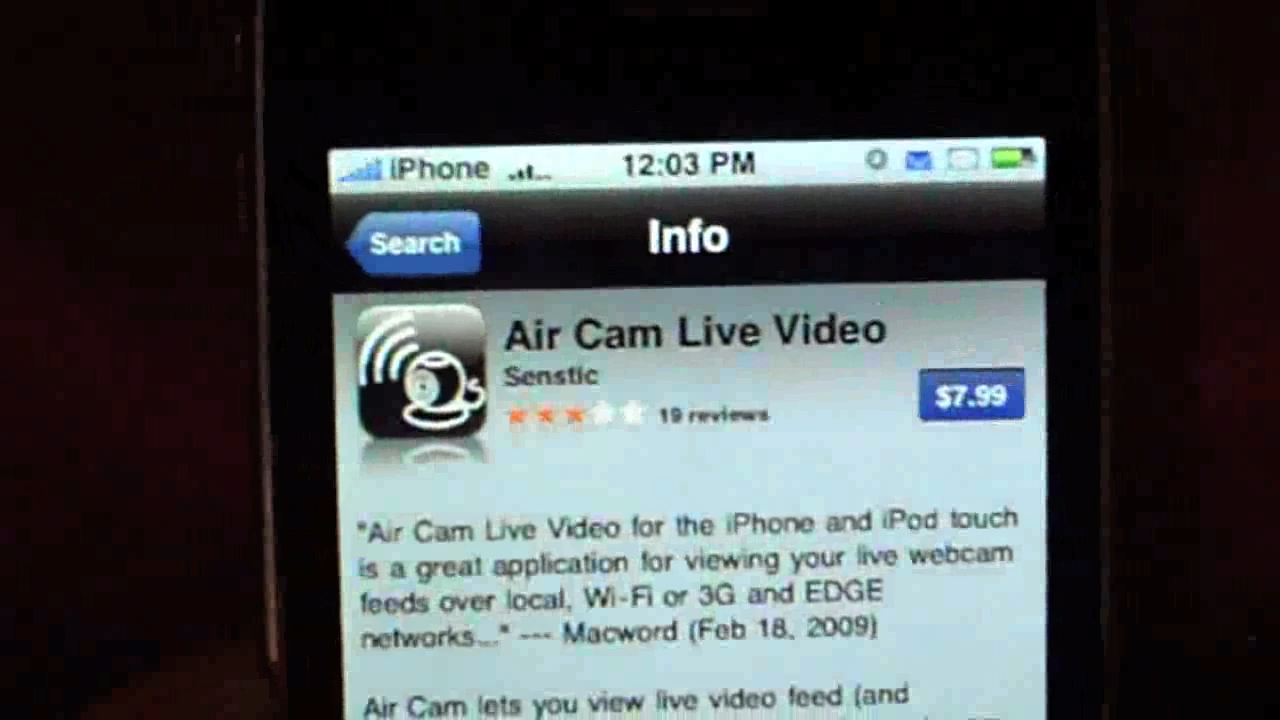 iPhone 12:03 PM
Search
Info
Air Cam Live Video
Senstic
19 reviews
$7.99
"Air Cam Live Video for the iPhone and iPod touch
is a great application for viewing your live webcam
feeds over local, Wi-Fi or 3G and EDGE
networks..." --- Macword (Feb 18, 2009)
Air Cam lets you view live video feed (and